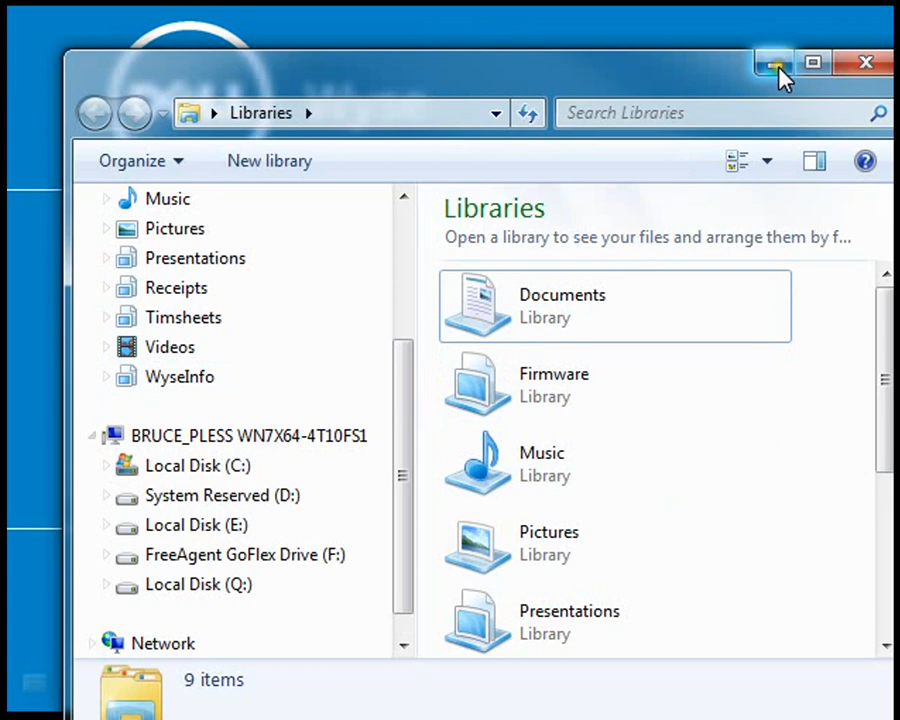 Wyse
Libraries
Search Libraries
Organize
New library
Music
Pictures
Presentations
Receipts
Timsheets
Videos
WyseInfo
BRUCE_PLESS WN7X64-4T10FS1
Local Disk (C:)
System Reserved (D:)
Local Disk (E:)
FreeAgent GoFlex Drive (F:)
Local Disk (Q:)
Network
Libraries
Open a library to see your files and arrange them by f...
Documents
Library
Firmware
Library
Music
Library
Pictures
Library
Presentations
Library
9 items